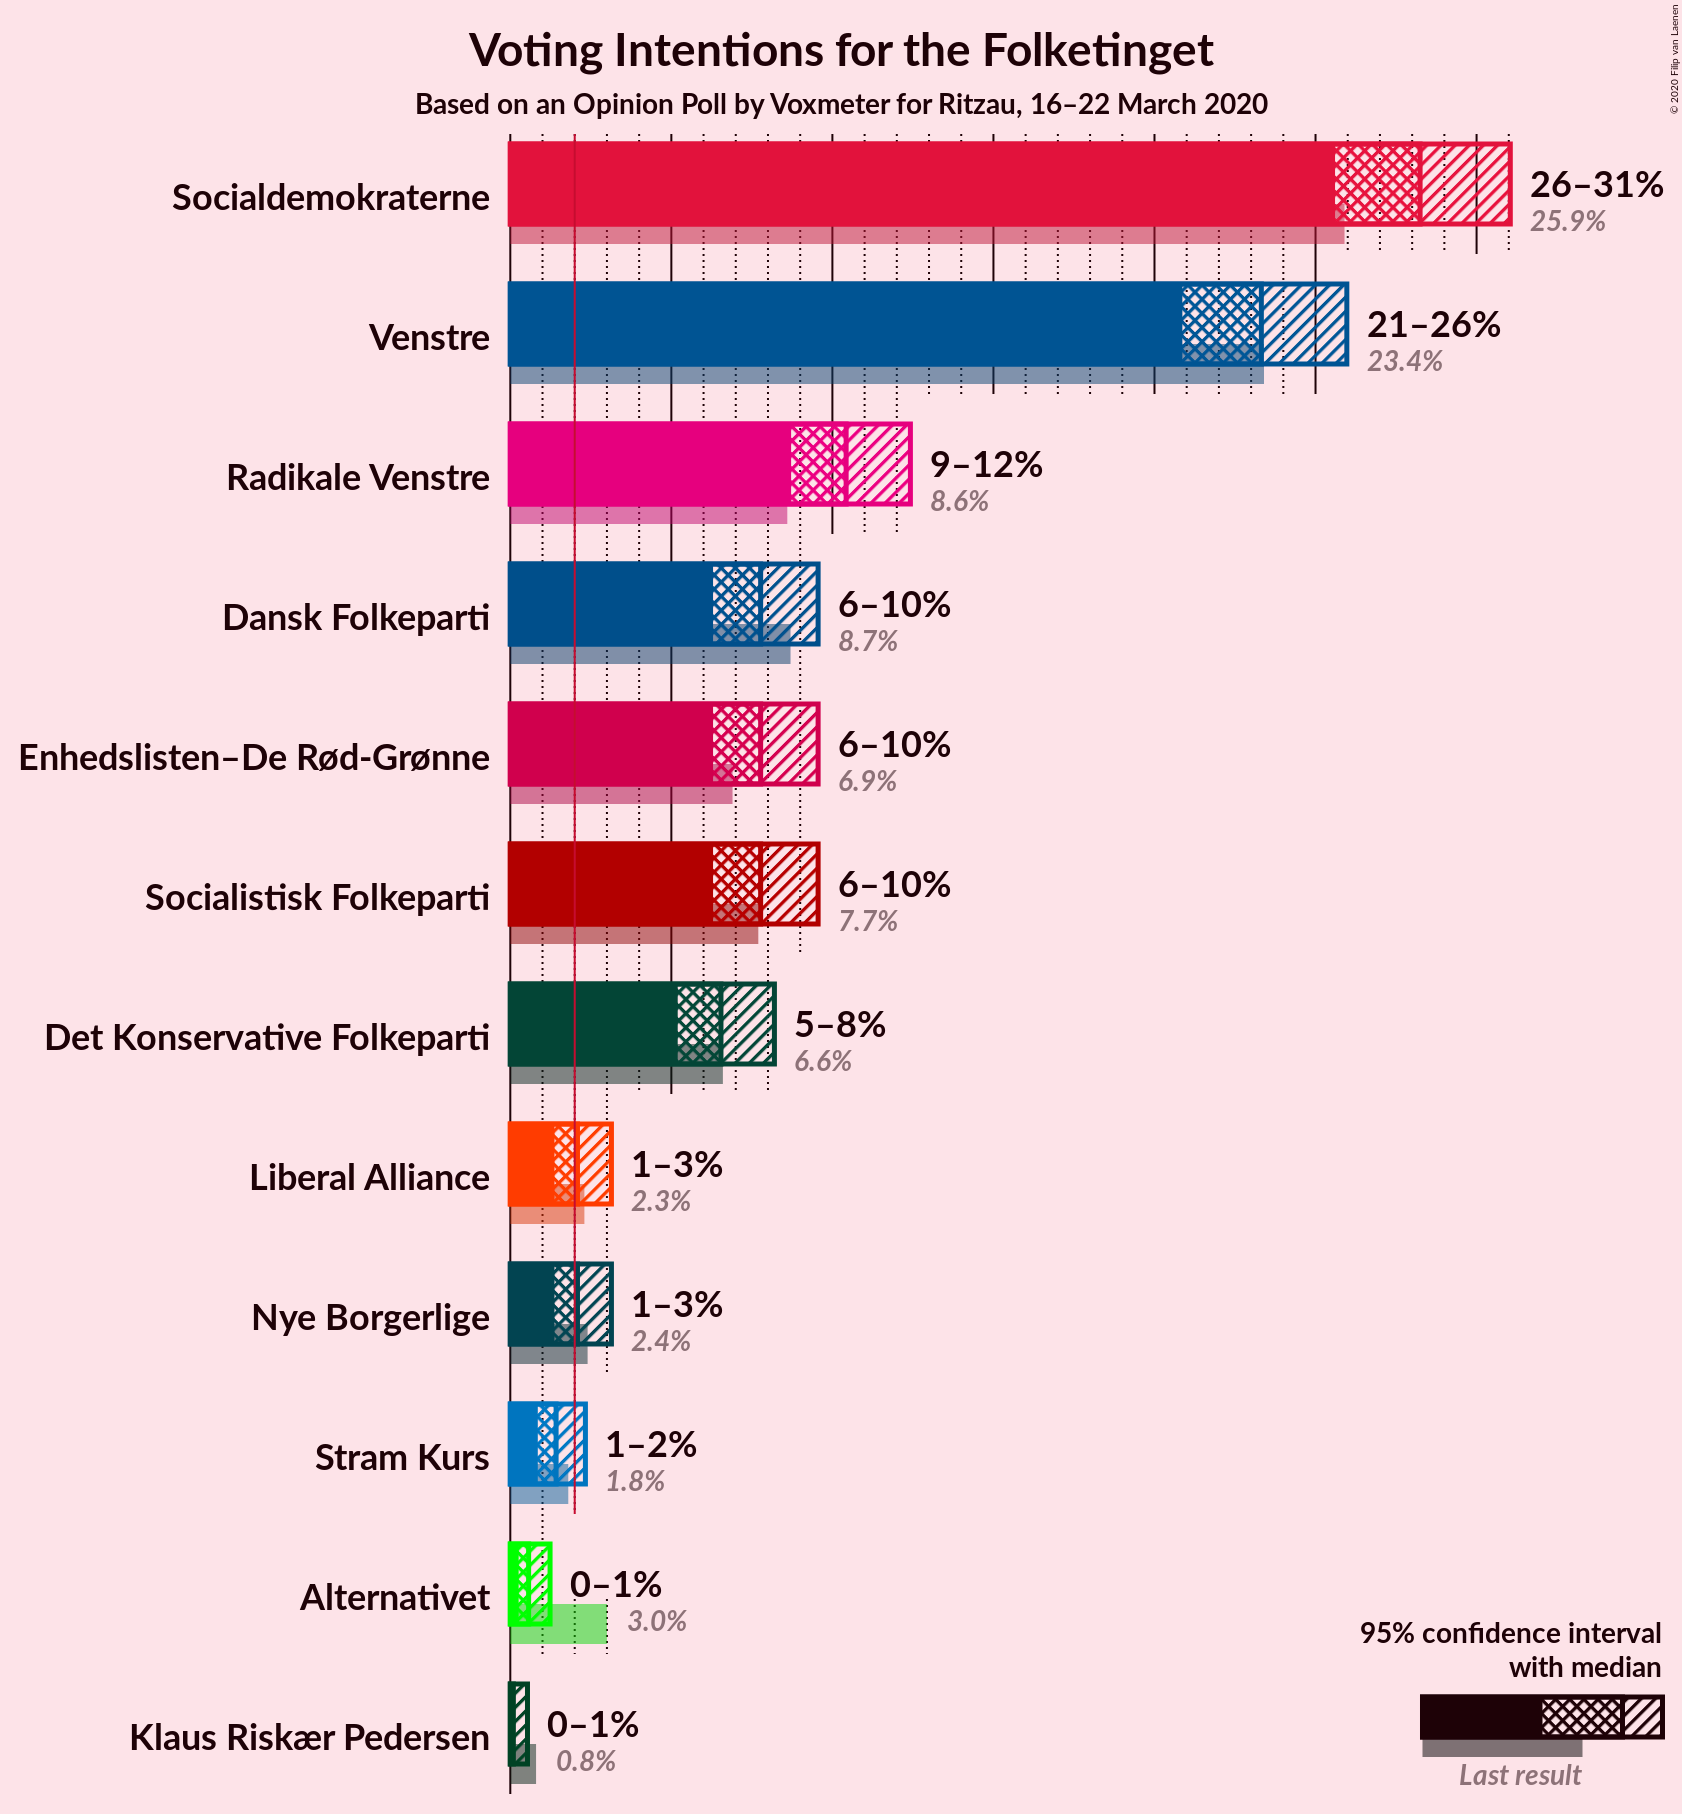 Voting Intentions for the Folketinget
Based on an Opinion Poll by Voxmeter for Ritzau, 16–22 March 2020
© 2020 Filip van Laenen
Socialdemokraterne
26–31%
25.9%
Venstre
21–26%
23.4%
Radikale Venstre
9–12%
8.6%
Dansk Folkeparti
6–10%
8.7%
Enhedslisten–De Rød-Grønne
6–10%
6.9%
Socialistisk Folkeparti
6–10%
7.7%
Det Konservative Folkeparti
5–8%
6.6%
Liberal Alliance
1–3%
2.3%
Nye Borgerlige
1–3%
2.4%
Stram Kurs
1–2%
1.8%
Alternativet
0–1%
3.0%
Klaus Riskær Pedersen
0–1%
0.8%
95% confidence interval
with median
Last result